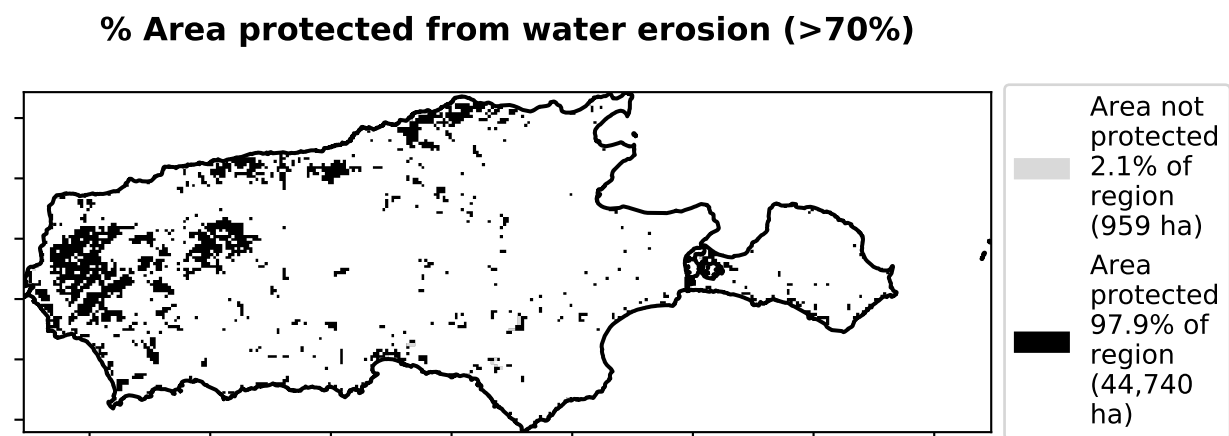 % Area protected from water erosion (>70%)
Area not
protected
2.1% of
region
(959 ha)
Area
protected
97.9% of
region
(44,740
ha)